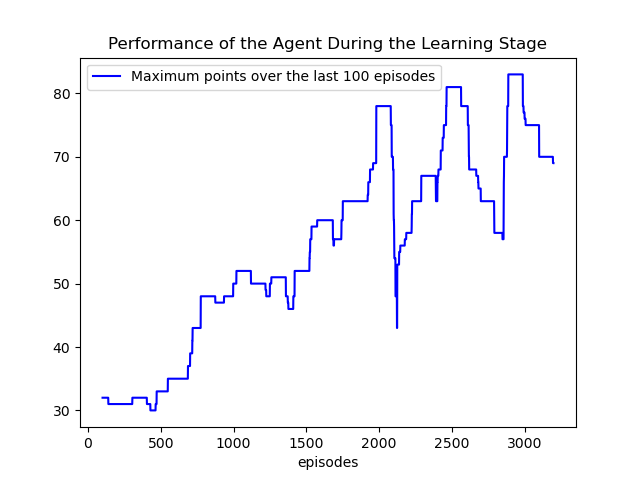 Performance of the Agent During the Learning Stage
Maximum points over the last 100 episodes
80
70
60
50
40
30
0 500 1000 1500 2000 2500 3000
episodes